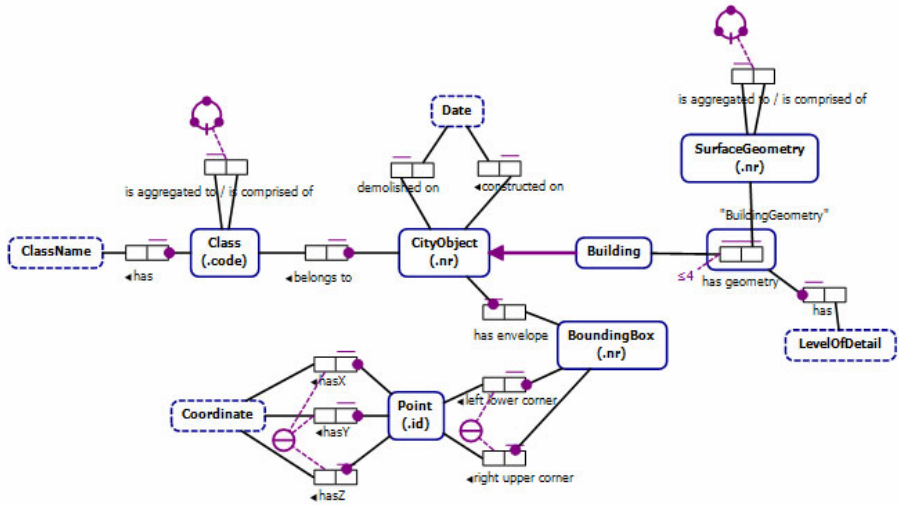 Date
is aggregated to / is comprised of
SurfaceGeometry
(.nr)
is aggregated to / is comprised of
demolished on
◄constructed on
"BuildingGeometry"
ClassName
◄has
Class
(.code)
◄belongs to
CityObject
(.nr)
Building
≤4
has geometry
has
LevelOfDetail
has envelope
BoundingBox
(.nr)
Coordinate
◄hasX
◄hasY
◄hasZ
Point
(.id)
◄left lower corner
◄right upper corner